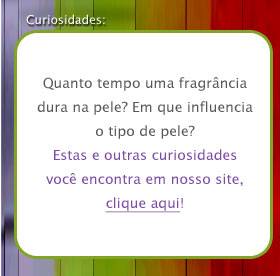 Curiosidades:
Quanto tempo uma fragrância
dura na pele? Em que influencia
o tipo de pele?
Estas e outras curiosidades
você encontra em nosso site,
clique aqui!